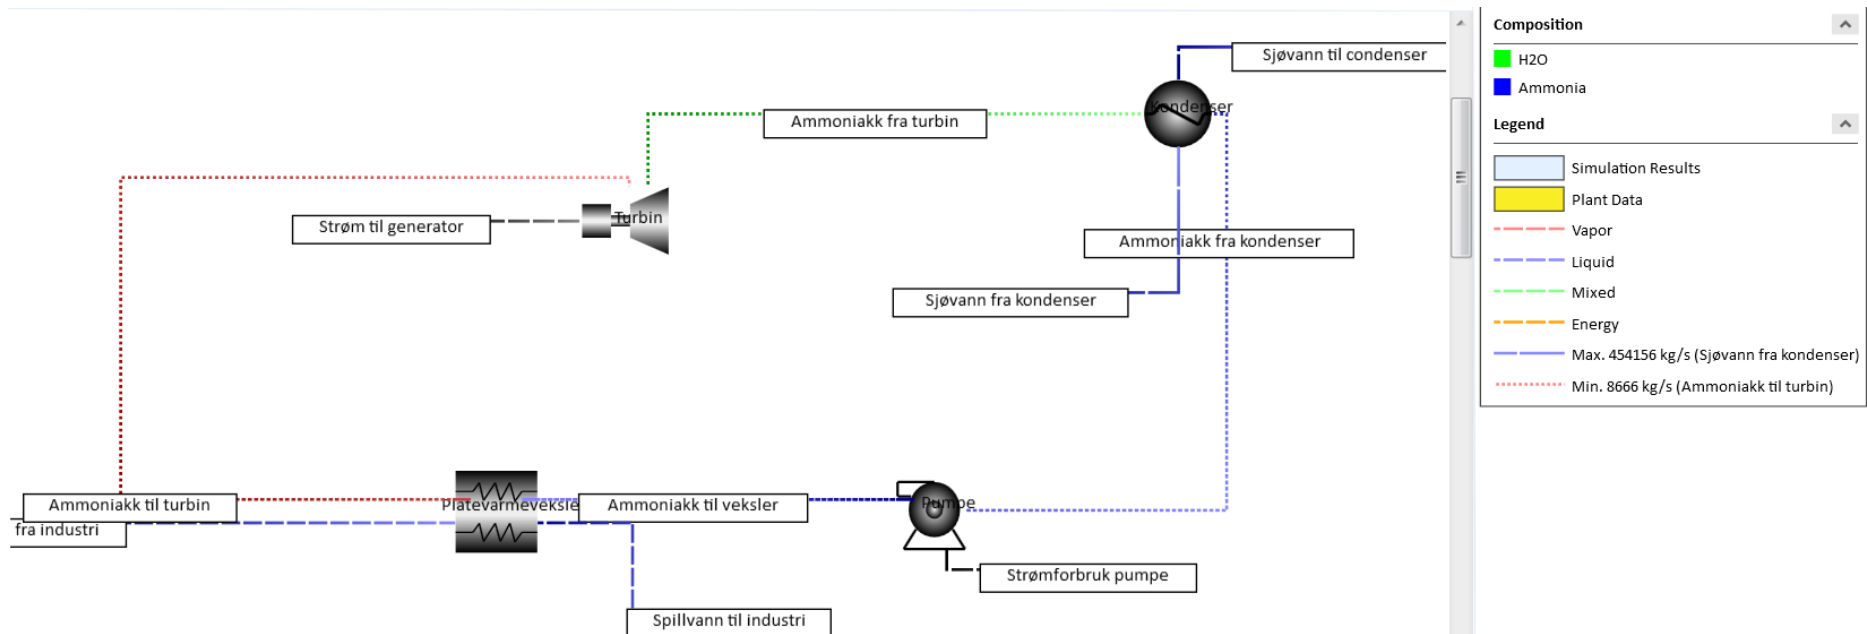 Sjøvann til condenser
Kondenser
Ammoniakk fra turbin
Turbin
Strøm til generator
Ammoniakk fra kondenser
Sjøvann fra kondenser
Ammoniakk til turbin
Platevarmeveksle
Ammoniakk til veksler
Pumpe
fra industri
Strømforbruk pumpe
Spillvann til industri
Composition
H2O
Ammonia
Legend
Simulation Results
Plant Data
Vapor
Liquid
Mixed
Energy
Max. 454156 kg/s (Sjøvann fra kondenser)
Min. 8666 kg/s (Ammoniakk til turbin)